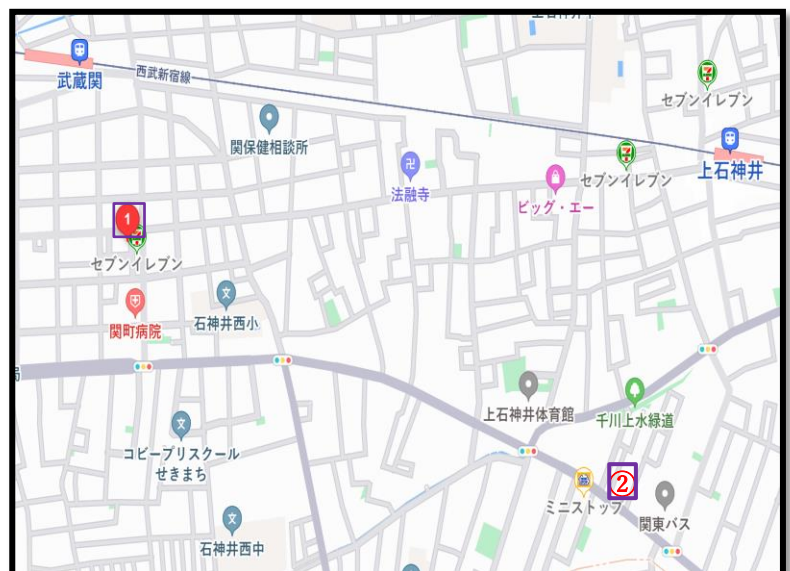 武蔵関
西武新宿線
関保健相談所
セブンイレブン
セブンイレブン
上石神井
法融寺
ビッグ・エー
1
セブンイレブン
関町病院
石神井西小
上石神井体育館
千川上水緑道
コピープリスクール
せきまち
②
ミニストップ
関東バス
石神井西中